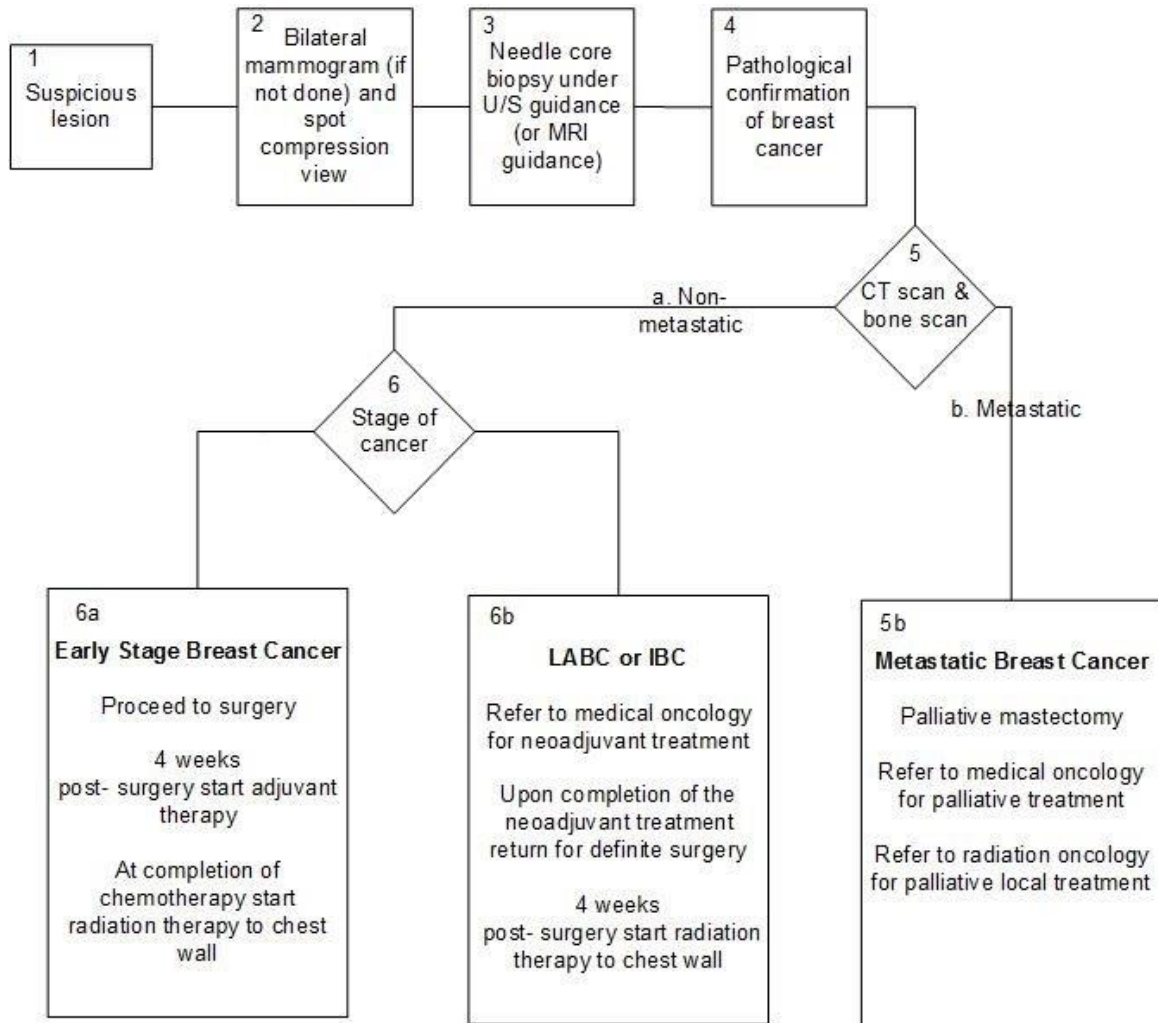 1
Suspicious
lesion
2
Bilateral
mammogram (if
not done) and
spot
compression
view
3
Needle core
biopsy under
U/S guidance
(or MRI
guidance)
4
Pathological
confirmation
of breast
cancer
5
CT scan &
bone scan
a. Non-
metastatic
b. Metastatic
6
Stage of
cancer
6a
Early Stage Breast Cancer
Proceed to surgery
4 weeks
post- surgery start adjuvant
therapy
At completion of
chemotherapy start
radiation therapy to chest
wall
6b
LABC or IBC
Refer to medical oncology
for neoadjuvant treatment
Upon completion of the
neoadjuvant treatment
return for definite surgery
4 weeks
post- surgery start radiation
therapy to chest wall
5b
Metastatic Breast Cancer
Palliative mastectomy
Refer to medical oncology
for palliative treatment
Refer to radiation oncology
for palliative local treatment